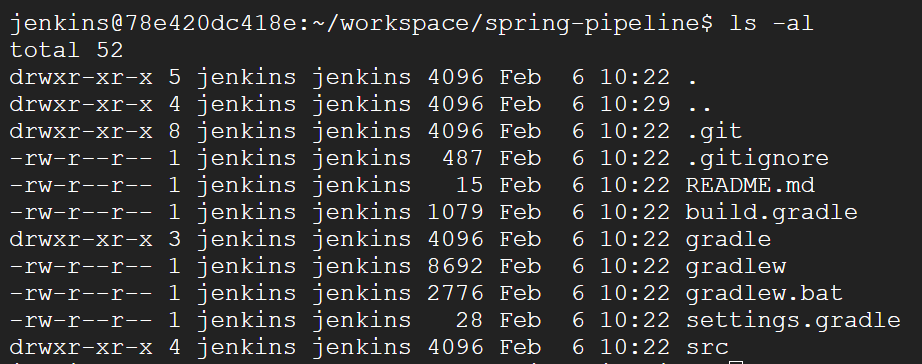 jenkins@78e420dc418e:~/workspace/spring-pipeline$ ls -al
total 52
drwxr-xr-x 5 jenkins jenkins 4096 Feb  6 10:22 .
drwxr-xr-x 4 jenkins jenkins 4096 Feb  6 10:29 ..
drwxr-xr-x 8 jenkins jenkins 4096 Feb  6 10:22 .git
-rw-r--r-- 1 jenkins jenkins  487 Feb  6 10:22 .gitignore
-rw-r--r-- 1 jenkins jenkins   15 Feb  6 10:22 README.md
-rw-r--r-- 1 jenkins jenkins 1079 Feb  6 10:22 build.gradle
drwxr-xr-x 3 jenkins jenkins 4096 Feb  6 10:22 gradle
-rw-r--r-- 1 jenkins jenkins 8692 Feb  6 10:22 gradlew
-rw-r--r-- 1 jenkins jenkins 2776 Feb  6 10:22 gradlew.bat
-rw-r--r-- 1 jenkins jenkins   28 Feb  6 10:22 settings.gradle
drwxr-xr-x 4 jenkins jenkins 4096 Feb  6 10:22 src